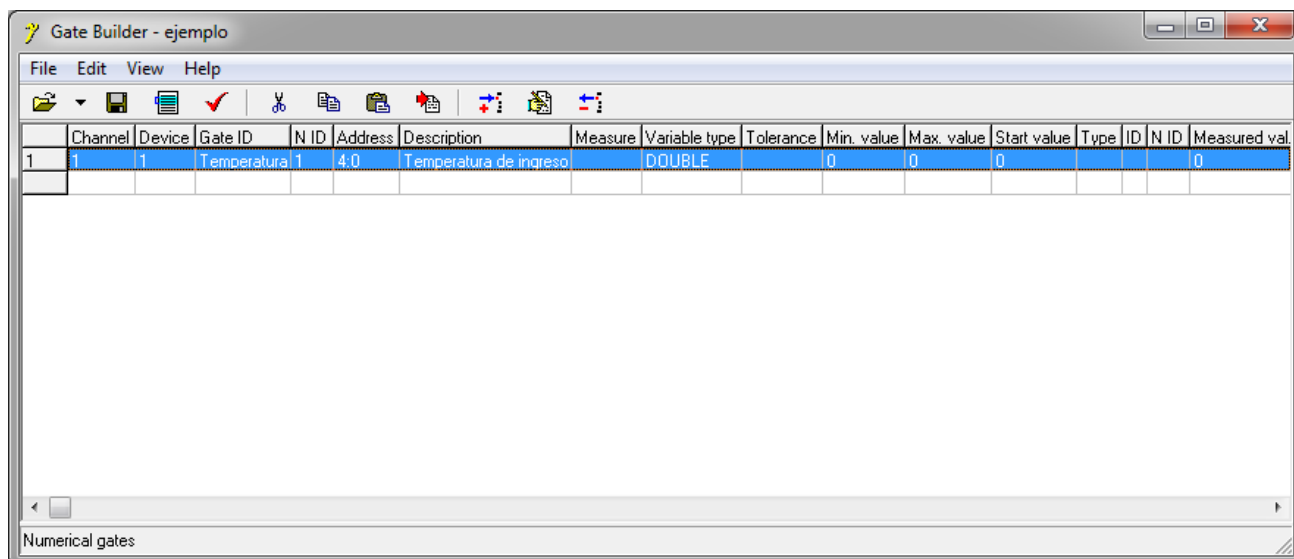 Gate Builder - ejemplo
File Edit View Help
Channel Device Gate ID N ID Address Description Measure Variable type Tolerance Min. value Max. value Start value Type ID N ID Measured val.
1 1 1 Temperatura 1 4:0 Temperatura de ingreso DOUBLE 0 0 0 0
Numerical gates